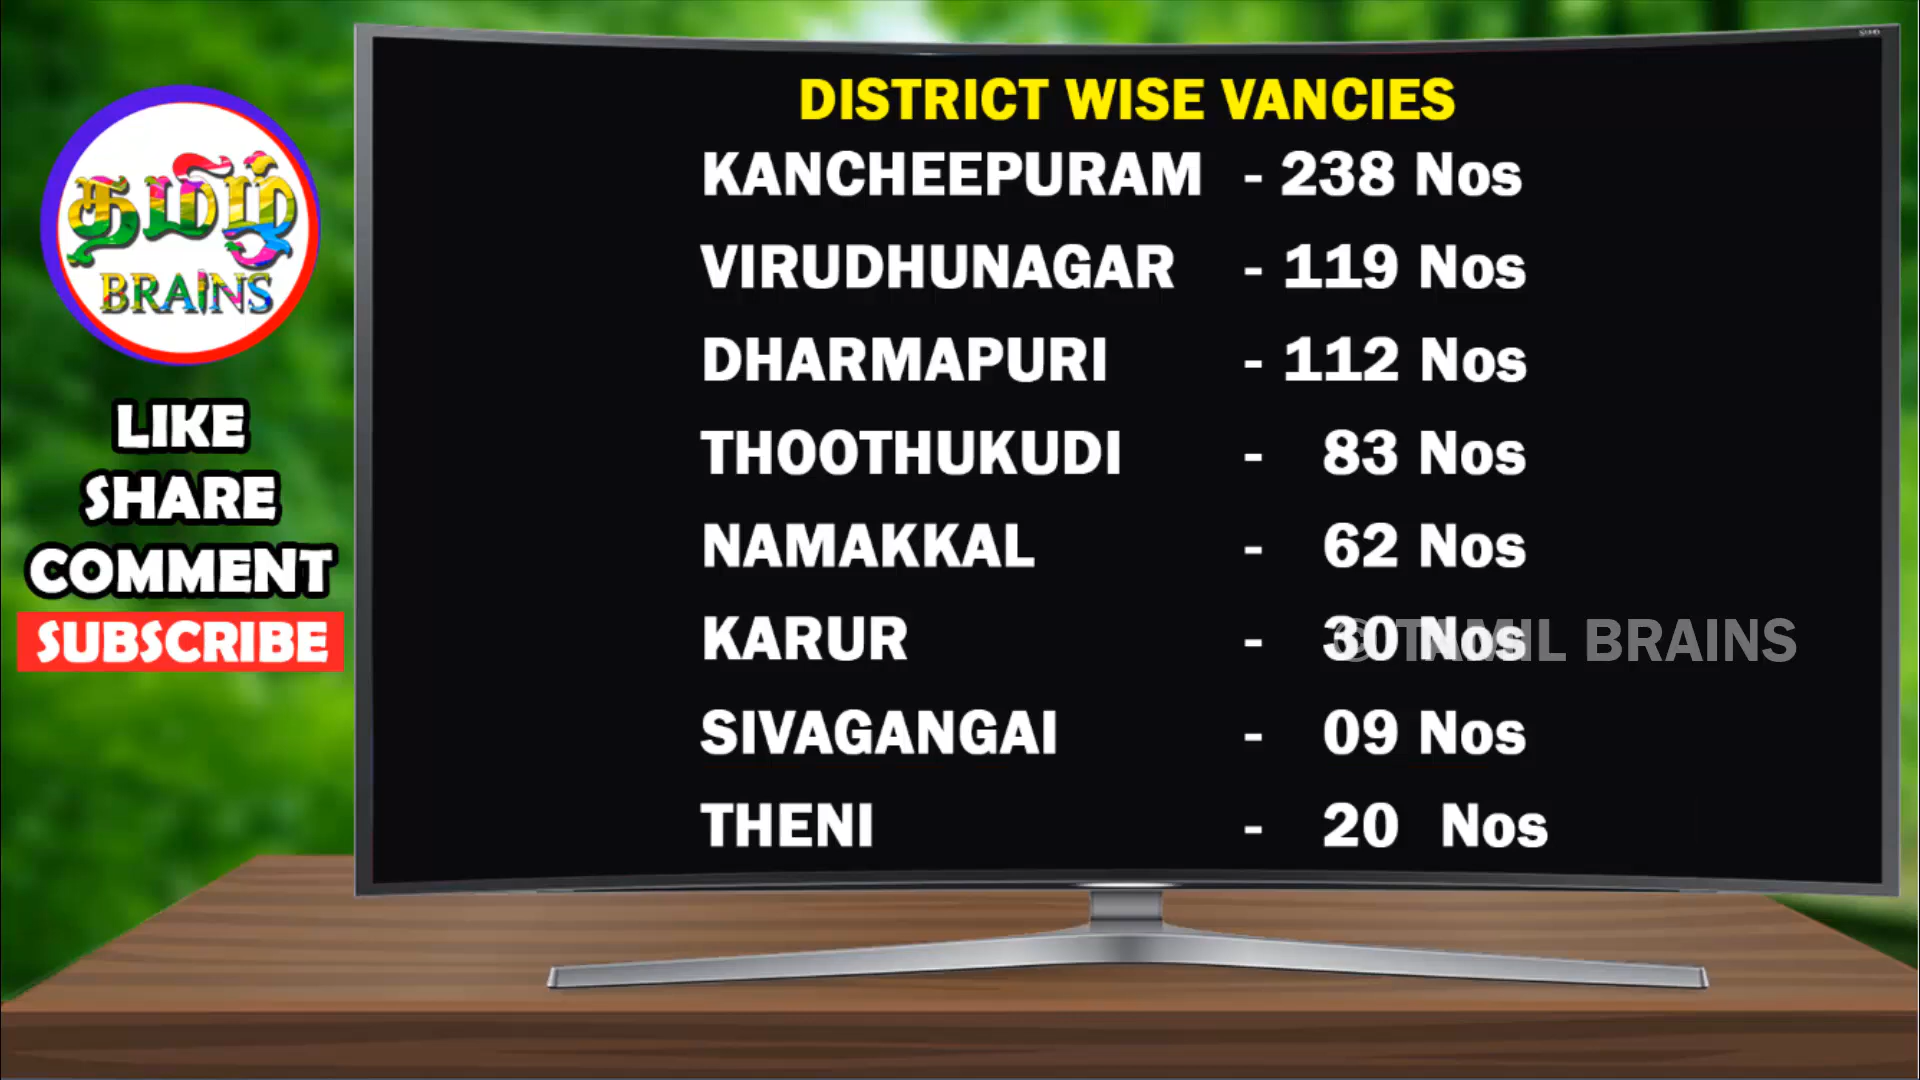 தமிழ்
BRAINS
LIKE
SHARE
COMMENT
SUBSCRIBE
DISTRICT WISE VANCIES
KANCHEEPURAM - 238 Nos
VIRUDHUNAGAR - 119 Nos
DHARMAPURI - 112 Nos
THOOTHUKUDI - 83 Nos
NAMAKKAL - 62 Nos
KARUR - 30 Nos
© TAMIL BRAINS
SIVAGANGAI - 09 Nos
THENI - 20 Nos